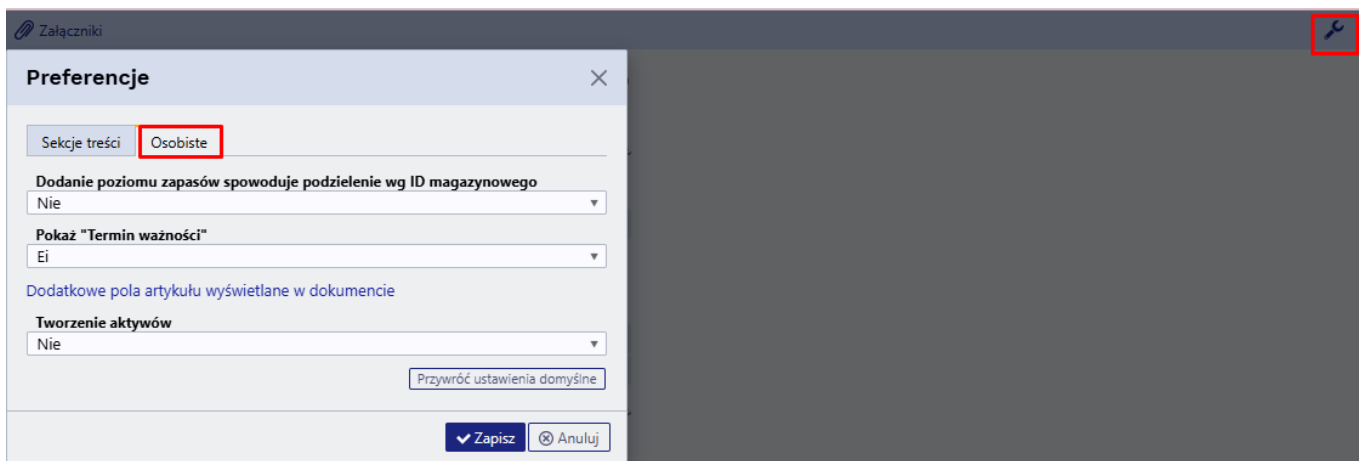 Załączniki
Preferencje
Sekcje treści
Osobiste
Dodanie poziomu zapasów spowoduje podzielenie wg ID magazynowego
Nie
Pokaż "Termin ważności"
Ei
Dodatkowe pola artykułu wyświetlane w dokumencie
Tworzenie aktywów
Nie
Przywróć ustawienia domyślne
Zapisz
Anuluj